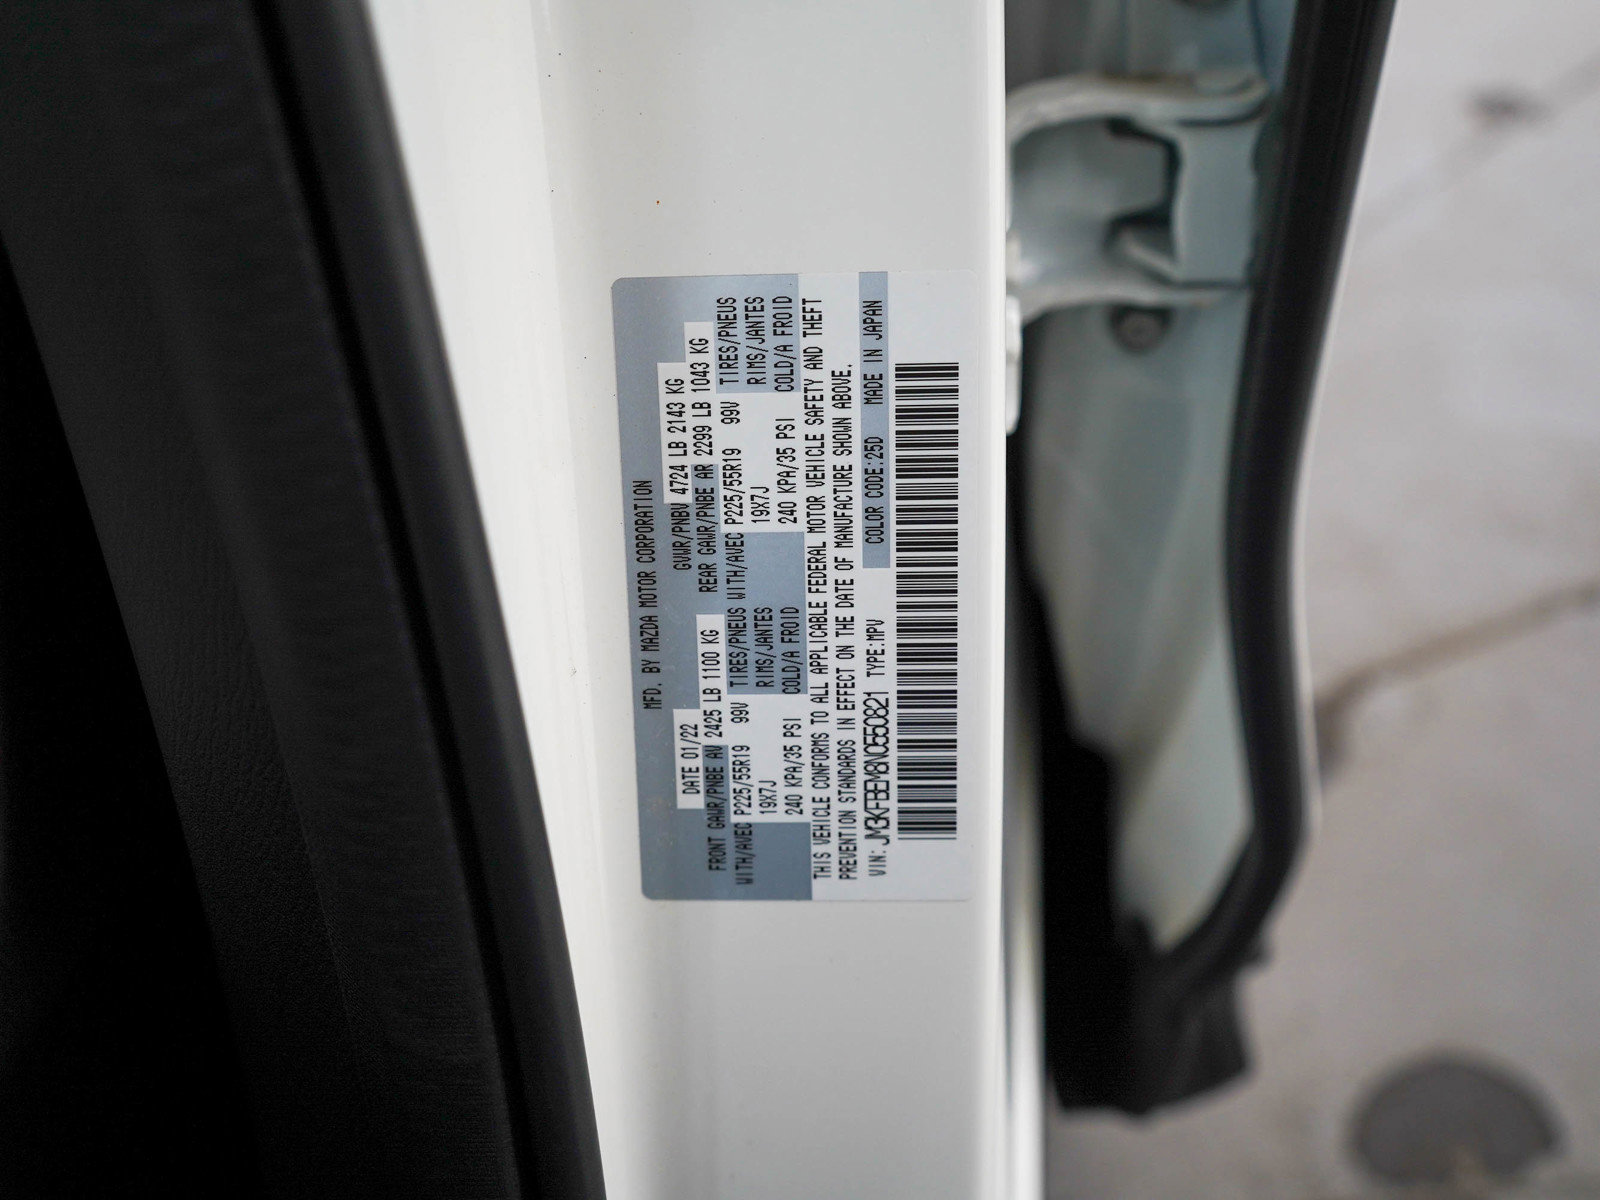 MFD. BY MAZDA MOTOR CORPORATION
DATE 01/22 GVWR/PNBV 4724 LB 2143 KG
FRONT GAWR/PNBE AV 2425 LB 1100 KG REAR GAWR/PNBE AR 2299 LB 1043 KG
WITH/AVEC P225/55R19 99V TIRES/PNEUS WITH/AVEC P225/55R19 99V TIRES/PNEUS
19X7J RIMS/JANTES 19X7J RIMS/JANTES
240 KPA/35 PSI COLD/A FROID 240 KPA/35 PSI COLD/A FROID
THIS VEHICLE CONFORMS TO ALL APPLICABLE FEDERAL MOTOR VEHICLE SAFETY AND THEFT
PREVENTION STANDARDS IN EFFECT ON THE DATE OF MANUFACTURE SHOWN ABOVE.
VIN: JM3KFBEM8N0550821 TYPE:MPV COLOR CODE:25D MADE IN JAPAN